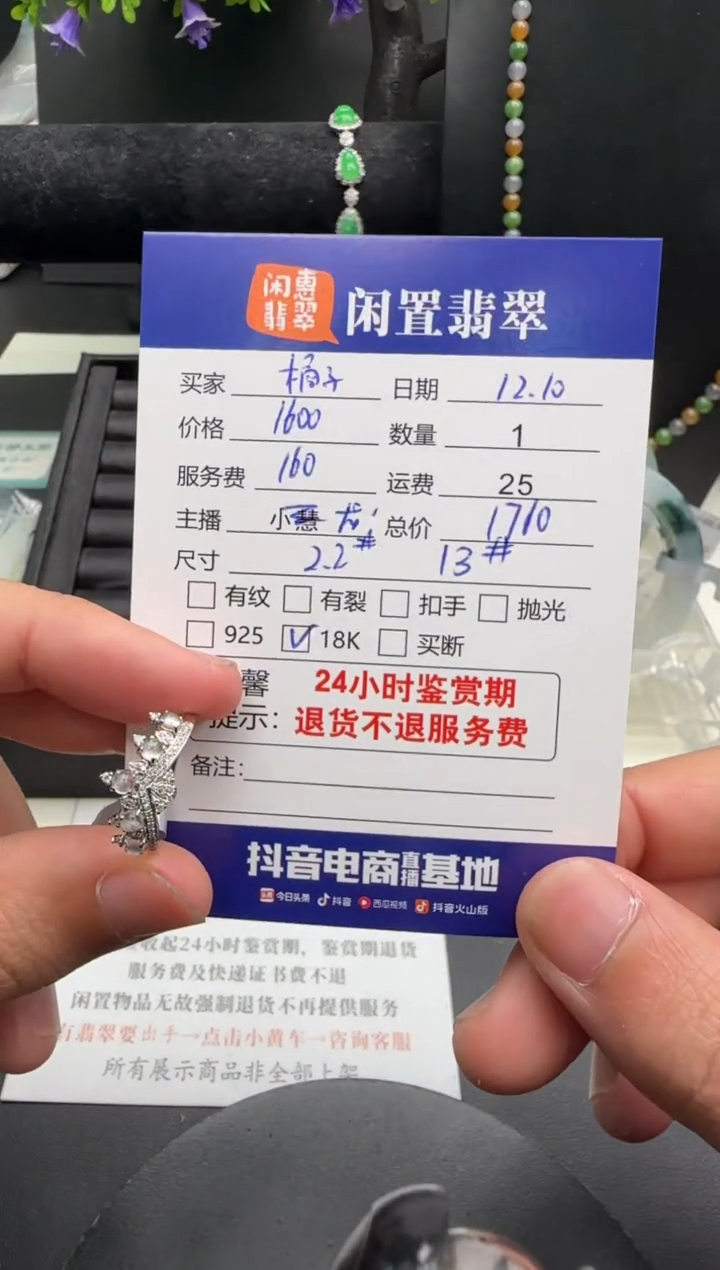 闲惠翡翠 闲置翡翠
买家 橘子 日期 12.10
价格 1600 数量 1
服务费 160 运费 25
主播 小慧 龙 总价 1710
尺寸 2.2# 13#
有纹 有裂 扣手 抛光
925 ✓ 18K 买断
馨 24小时鉴赏期
提示: 退货不退服务费
备注:
抖音电商直播基地
头条 今日头条 抖音 西瓜视频 抖音火山版
收起24小时鉴赏期，鉴赏期退货
服务费及快递证书费不退
闲置物品无故强制退货不再提供服务
有翡翠要出手→点击小黄车→咨询客服
所有展示商品非全部上架